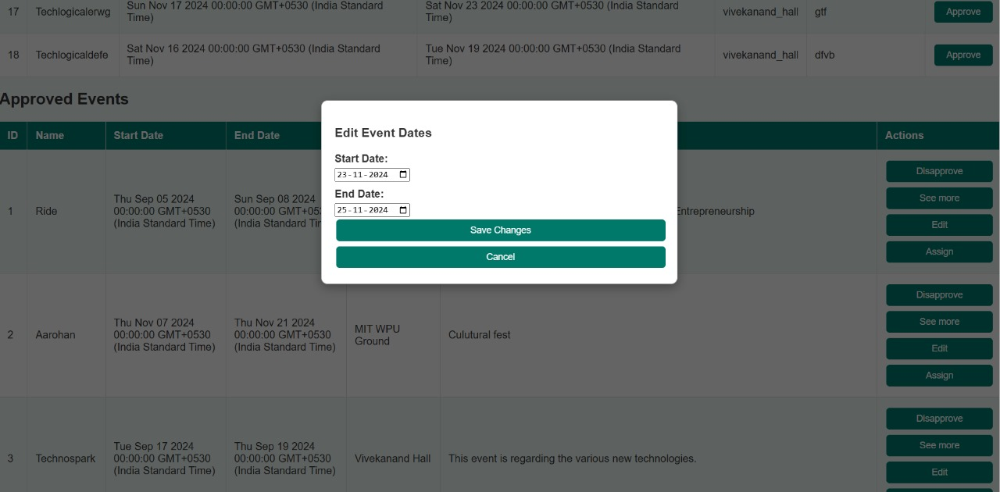 17 Techlogicalerwg Sun Nov 17 2024 00:00:00 GMT+0530 (India Standard Sat Nov 23 2024 00:00:00 GMT+0530 (India Standard vivekanand_hall gtf Approve
Time) Time)
18 Techlogicaldefe Sat Nov 16 2024 00:00:00 GMT+0530 (India Standard Tue Nov 19 2024 00:00:00 GMT+0530 (India Standard vivekanand_hall dfvb Approve
Time) Time)
Approved Events
ID Name Start Date End Date Actions
Edit Event Dates
Start Date:
23-11-2024
End Date:
25-11-2024
Save Changes
Cancel
1 Ride
Thu Sep 05 2024
00:00:00 GMT+0530
(India Standard Time)
Sun Sep 08 2024
00:00:00 GMT+053
(India Standard Tim
Entrepreneurship
Disapprove
See more
Edit
Assign
2 Aarohan
Thu Nov 07 2024
00:00:00 GMT+0530
(India Standard Time)
Thu Nov 21 2024
00:00:00 GMT+0530
(India Standard Time)
MIT WPU
Ground
Culutural fest
Disapprove
See more
Edit
Assign
3 Technospark
Tue Sep 17 2024
00:00:00 GMT+0530
(India Standard Time)
Thu Sep 19 2024
00:00:00 GMT+0530
(India Standard Time)
Vivekanand Hall
This event is regarding the various new technologies.
Disapprove
See more
Edit